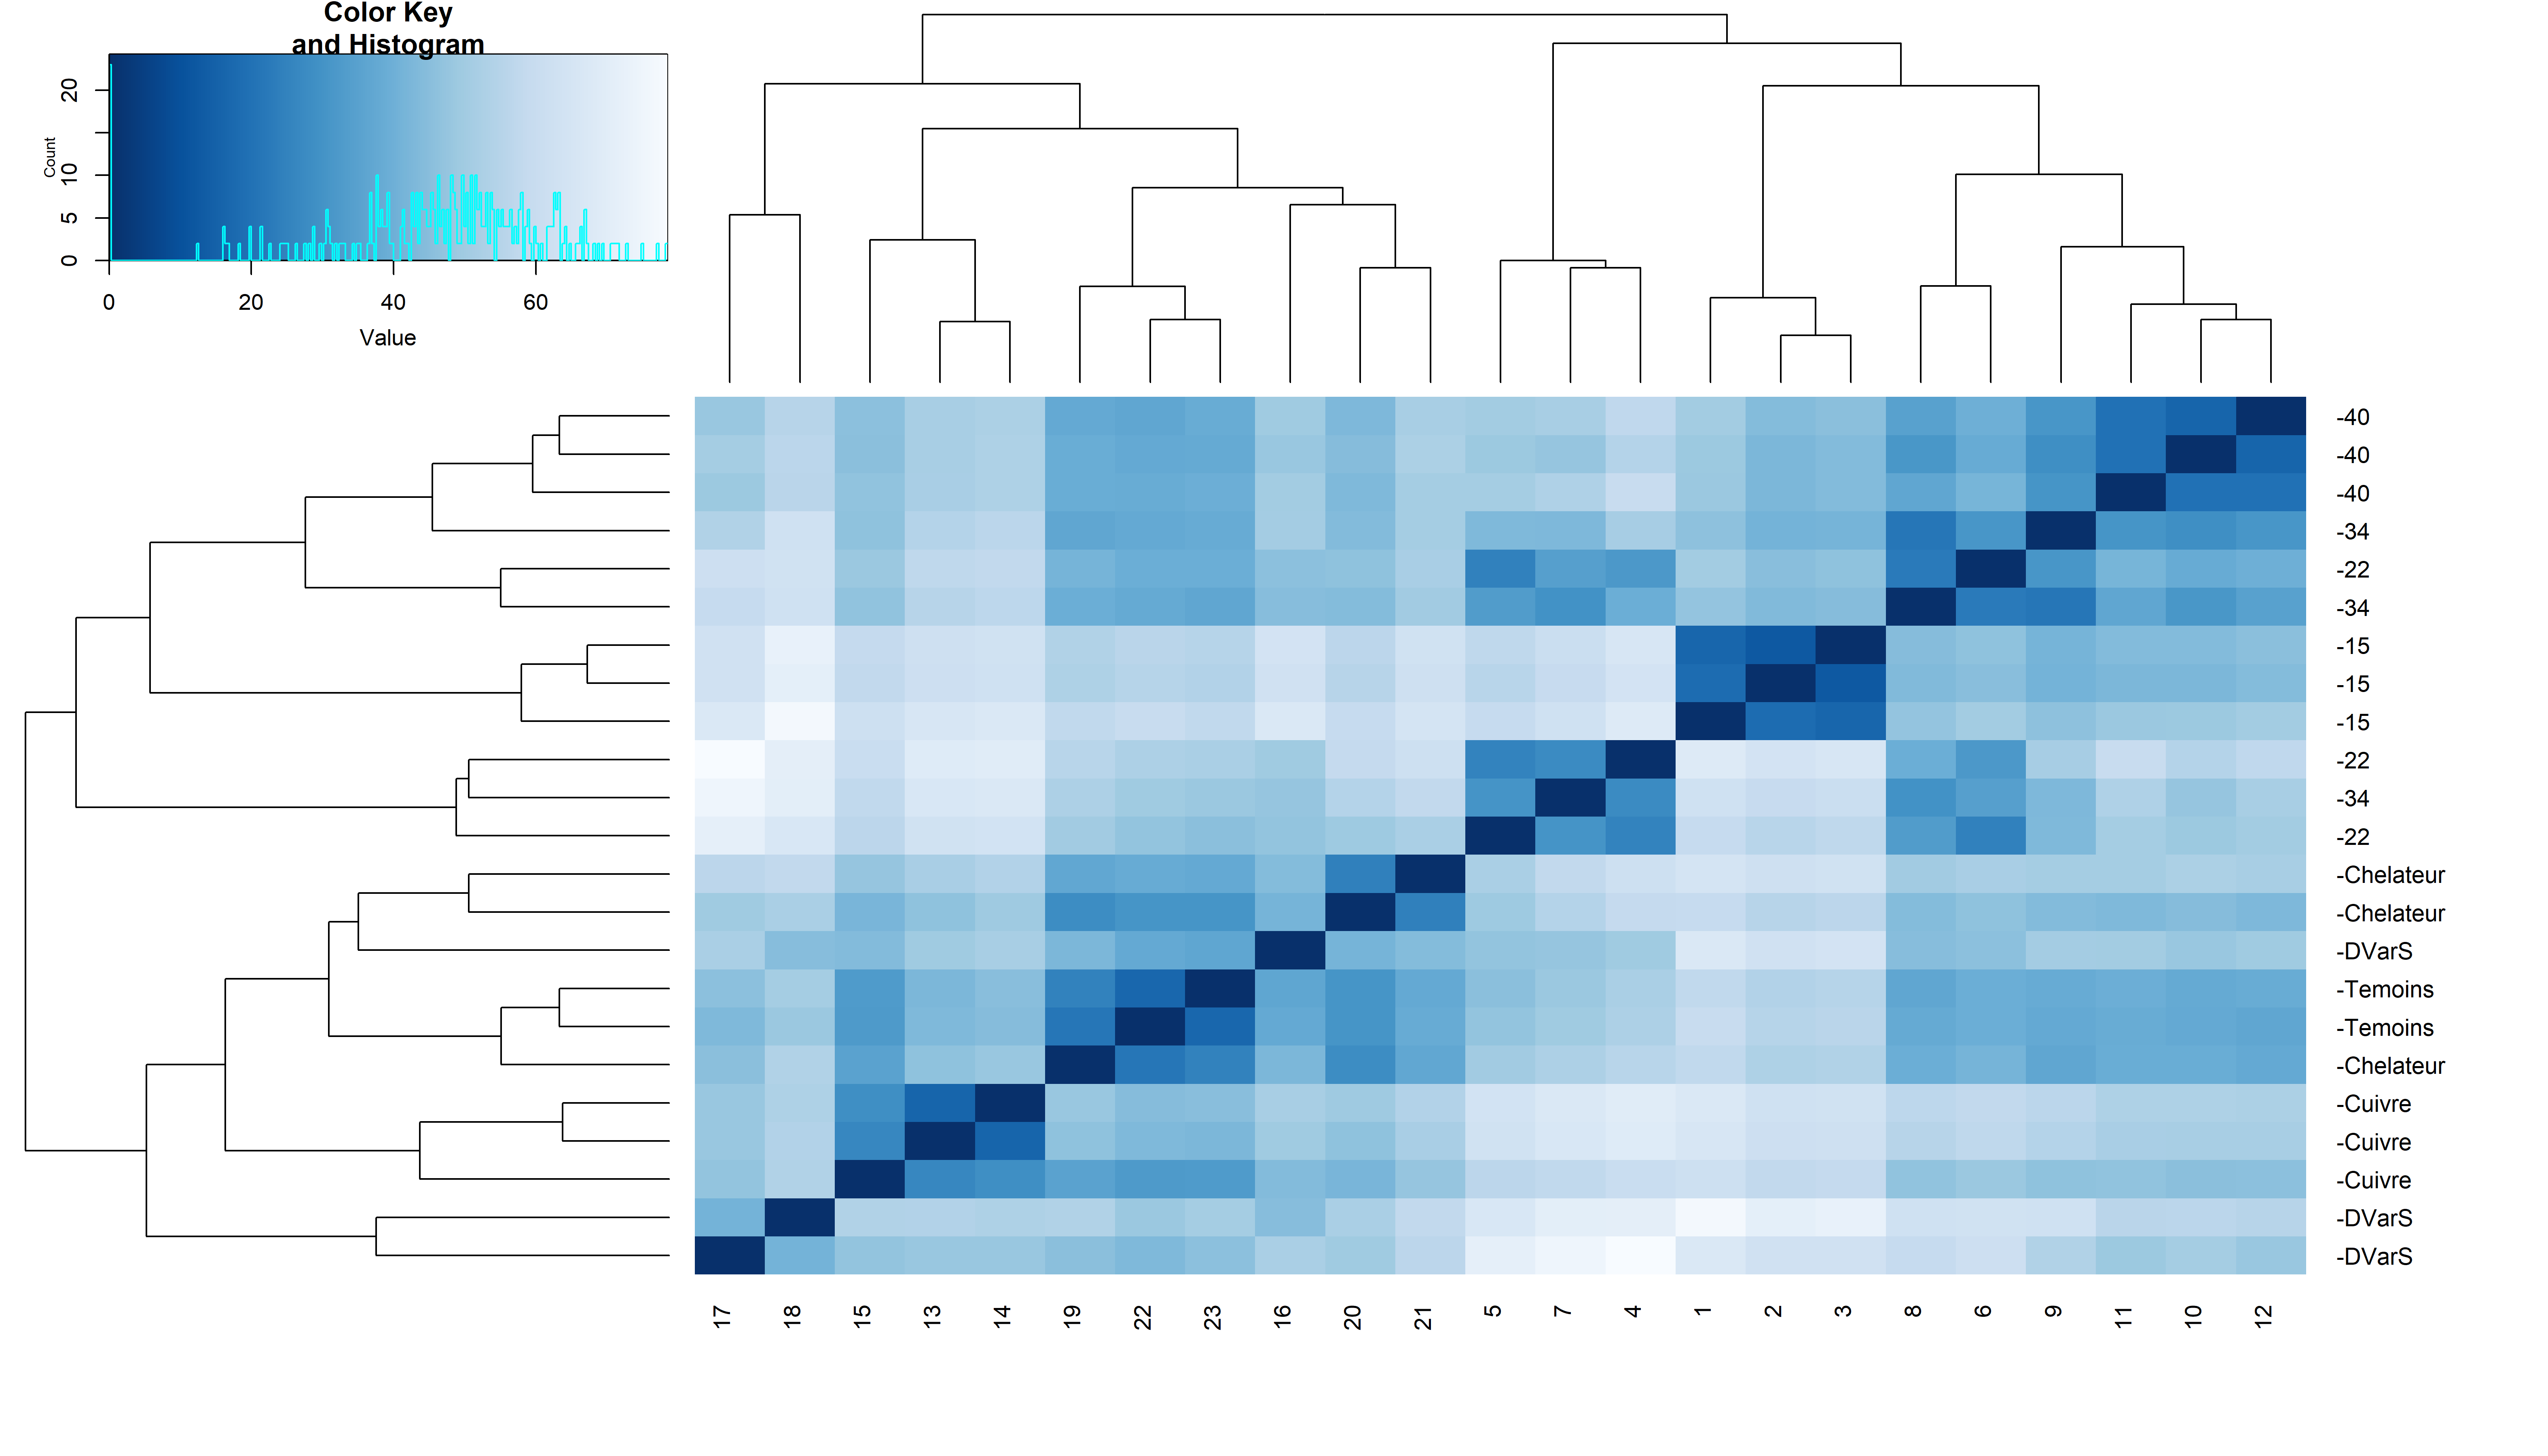 Color Key
and Histogram
Count
20
10
5
0
0 20 40 60
Value
-40
-40
-40
-34
-22
-34
-15
-15
-15
-22
-34
-22
-Chelateur
-Chelateur
-DVarS
-Temoins
-Temoins
-Chelateur
-Cuivre
-Cuivre
-Cuivre
-DVarS
-DVarS
17 18 15 13 14 19 22 23 16 20 21 5 7 4 1 2 3 8 6 9 11 10 12